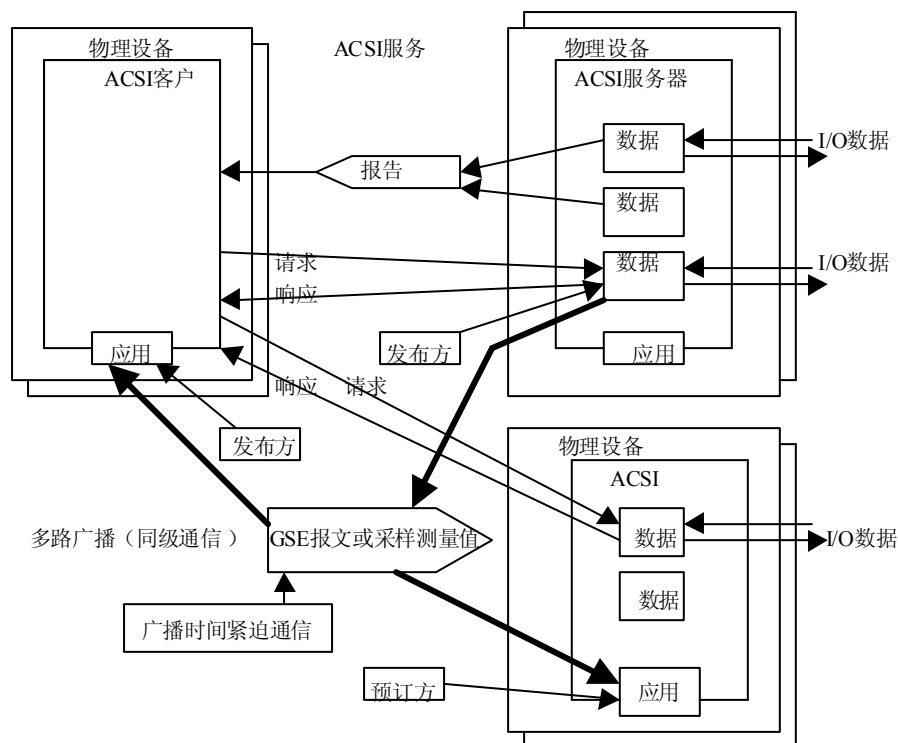 物理设备
ACSI客户
ACSI服务
物理设备
ACSI服务器
数据
I/O数据
报告
数据
请求
数据
I/O数据
响应
发布方
应用
应用
响应
请求
发布方
物理设备
ACSI
多路广播（同级通信）
GSE报文或采样测量值
数据
I/O数据
数据
广播时间紧迫通信
预订方
应用